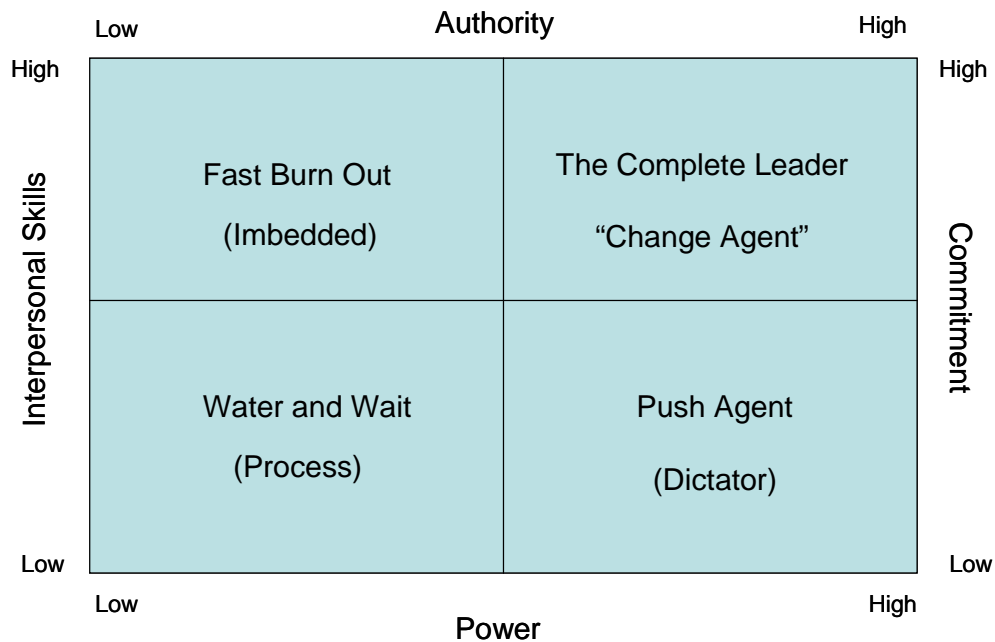 Low Authority High
High High
Fast Burn Out
(Imbedded)
The Complete Leader
“Change Agent”
Interpersonal Skills
Commitment
Water and Wait
(Process)
Push Agent
(Dictator)
Low Low
Low Power High